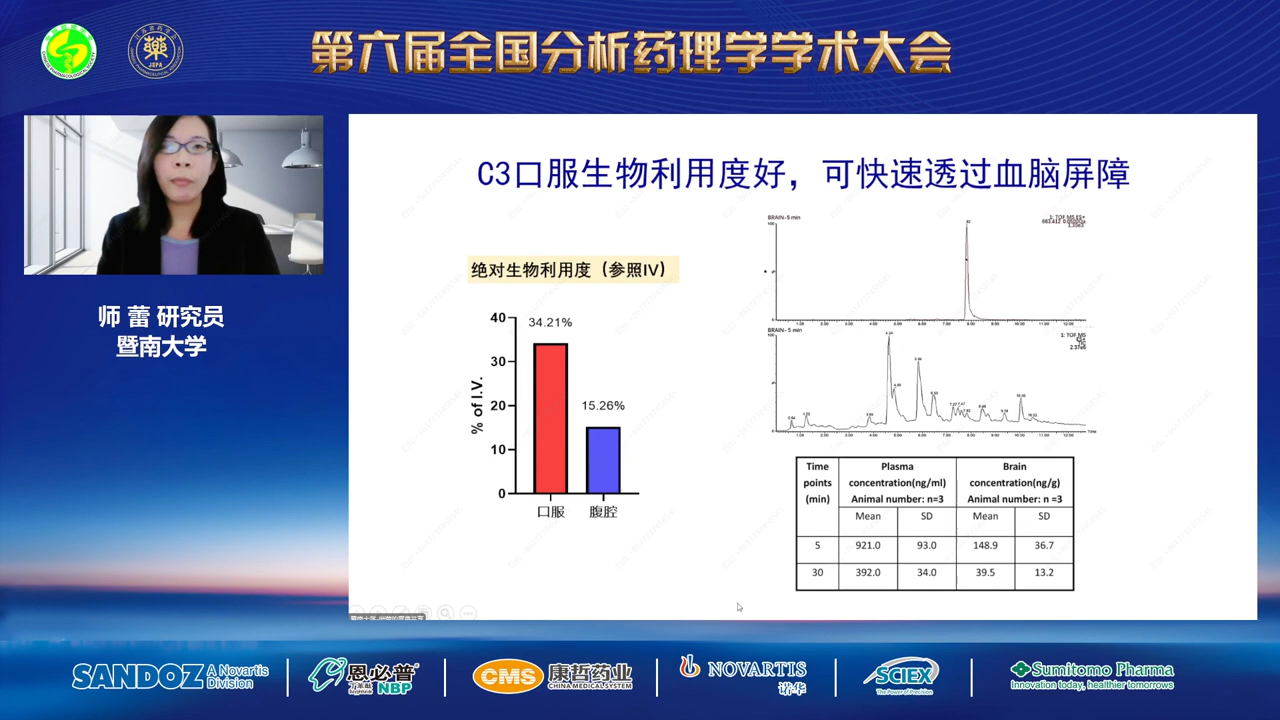 第六届全国分析药理学学术大会
JSPA
师 蕾 研究员
暨南大学
C3口服生物利用度好，可快速透过血脑屏障
绝对生物利用度（参照IV）
% of I.V.
40
30
20
10
0
34.21%
15.26%
口服
腹腔
BRAIN-5 min
BRAIN- 5 min
1: TOF MS
Time
Time points (min)
Plasma concentration(ng/ml) Animal number: n=3
Brain concentration(ng/g) Animal number: n =3
Mean SD Mean SD
5 921.0 93.0 148.9 36.7
30 392.0 34.0 39.5 13.2
SANDOZ A Novartis Division
恩必普 NBP
CMS 康哲药业
CHINA MEDICAL SYSTEM
NOVARTIS
诺华
SCIEX
The Power of Precision
Sumitomo Pharma
Innovation today, healthier tomorrows